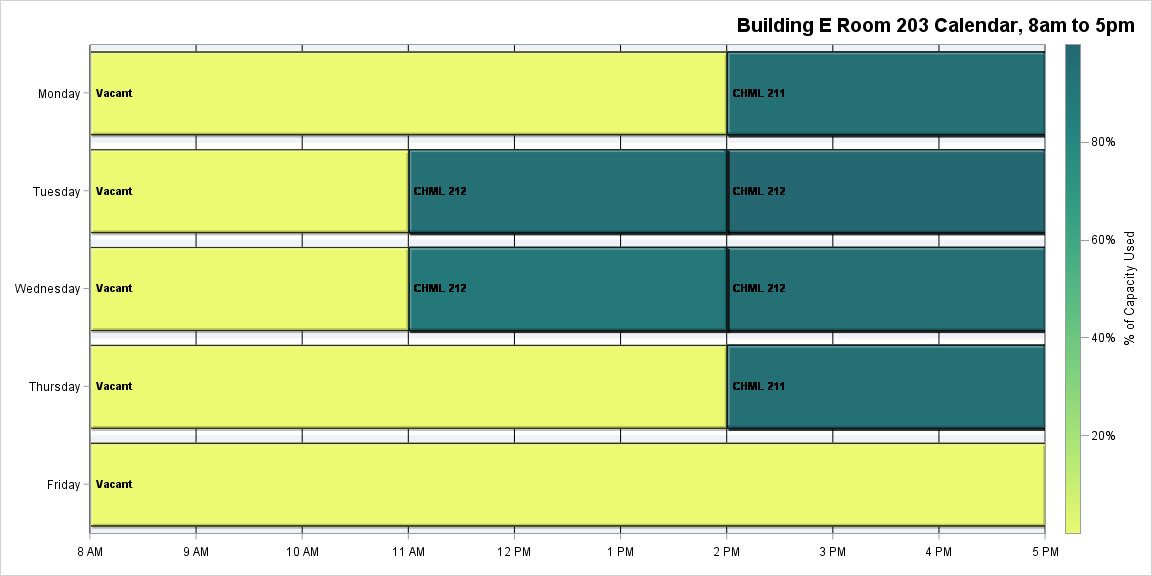 Building E Room 203 Calendar, 8am to 5pm
Monday
Vacant
CHML 211
Tuesday
Vacant
CHML 212
CHML 212
Wednesday
Vacant
CHML 212
CHML 212
Thursday
Vacant
CHML 211
Friday
Vacant
8 AM
9 AM
10 AM
11 AM
12 PM
1 PM
2 PM
3 PM
4 PM
5 PM
80%
60%
40%
20%
% of Capacity Used